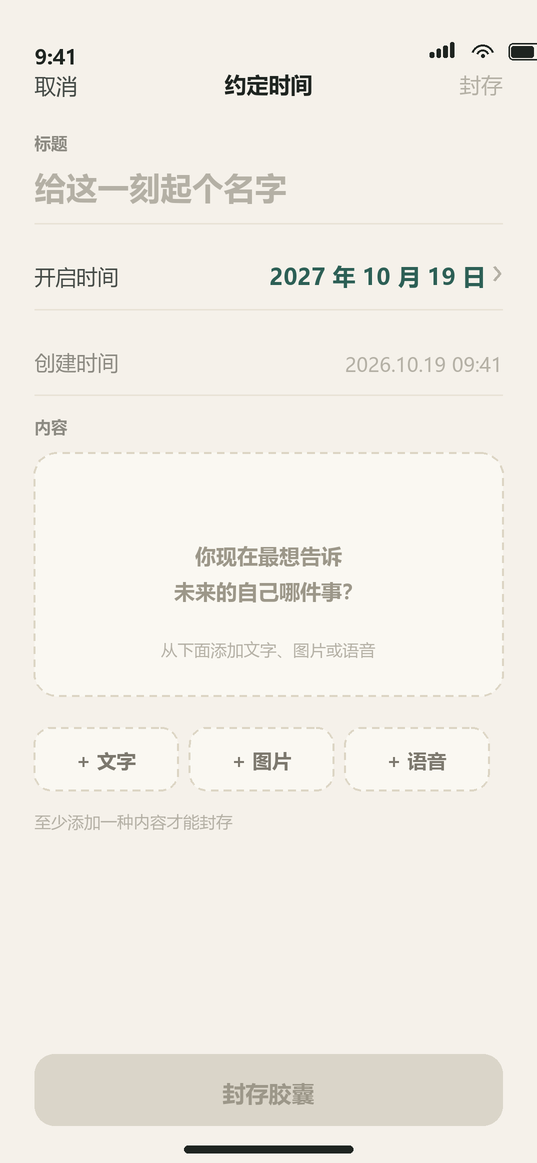 9:41
取消 约定时间 封存
标题
给这一刻起个名字
开启时间 2027 年 10 月 19 日
创建时间 2026.10.19 09:41
内容
你现在最想告诉
未来的自己哪件事?
从下面添加文字、图片或语音
+ 文字 + 图片 + 语音
至少添加一种内容才能封存
封存胶囊